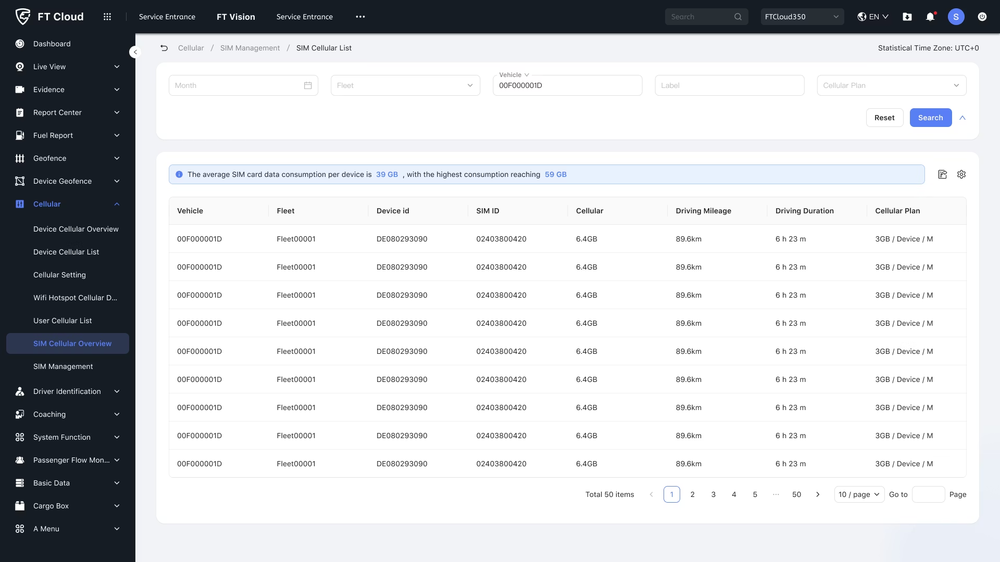 FT Cloud
Service Entrance
FT Vision
Service Entrance
Search
FTCloud350
EN
S
Dashboard
Live View
Evidence
Report Center
Fuel Report
Geofence
Device Geofence
Cellular
Device Cellular Overview
Device Cellular List
Cellular Setting
Wifi Hotspot Cellular D...
User Cellular List
SIM Cellular Overview
SIM Management
Driver Identification
Coaching
System Function
Passenger Flow Mon...
Basic Data
Cargo Box
A Menu
Cellular / SIM Management / SIM Cellular List
Statistical Time Zone: UTC+0
Month
Fleet
Vehicle
00F000001D
Label
Cellular Plan
Reset
Search
The average SIM card data consumption per device is 39 GB , with the highest consumption reaching 59 GB
Vehicle Fleet Device id SIM ID Cellular Driving Mileage Driving Duration Cellular Plan
00F000001D Fleet00001 DE080293090 02403800420 6.4GB 89.6km 6 h 23 m 3GB / Device / M
00F000001D Fleet00001 DE080293090 02403800420 6.4GB 89.6km 6 h 23 m 3GB / Device / M
00F000001D Fleet00001 DE080293090 02403800420 6.4GB 89.6km 6 h 23 m 3GB / Device / M
00F000001D Fleet00001 DE080293090 02403800420 6.4GB 89.6km 6 h 23 m 3GB / Device / M
00F000001D Fleet00001 DE080293090 02403800420 6.4GB 89.6km 6 h 23 m 3GB / Device / M
00F000001D Fleet00001 DE080293090 02403800420 6.4GB 89.6km 6 h 23 m 3GB / Device / M
00F000001D Fleet00001 DE080293090 02403800420 6.4GB 89.6km 6 h 23 m 3GB / Device / M
00F000001D Fleet00001 DE080293090 02403800420 6.4GB 89.6km 6 h 23 m 3GB / Device / M
00F000001D Fleet00001 DE080293090 02403800420 6.4GB 89.6km 6 h 23 m 3GB / Device / M
Total 50 items 1 2 3 4 5 ··· 50 10 / page Go to Page